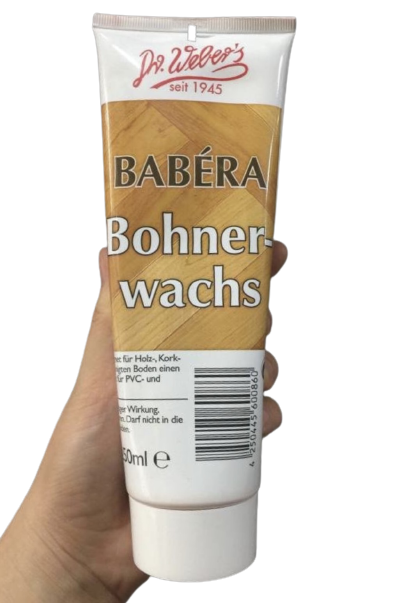 Dr. Weber's
seit 1945
BABÉRA
Bohner-
wachs
für Holz-, Kork-
Boden einen
für PVC- und
Wirkung.
Darf nicht in die
50ml e
4 250445 600860